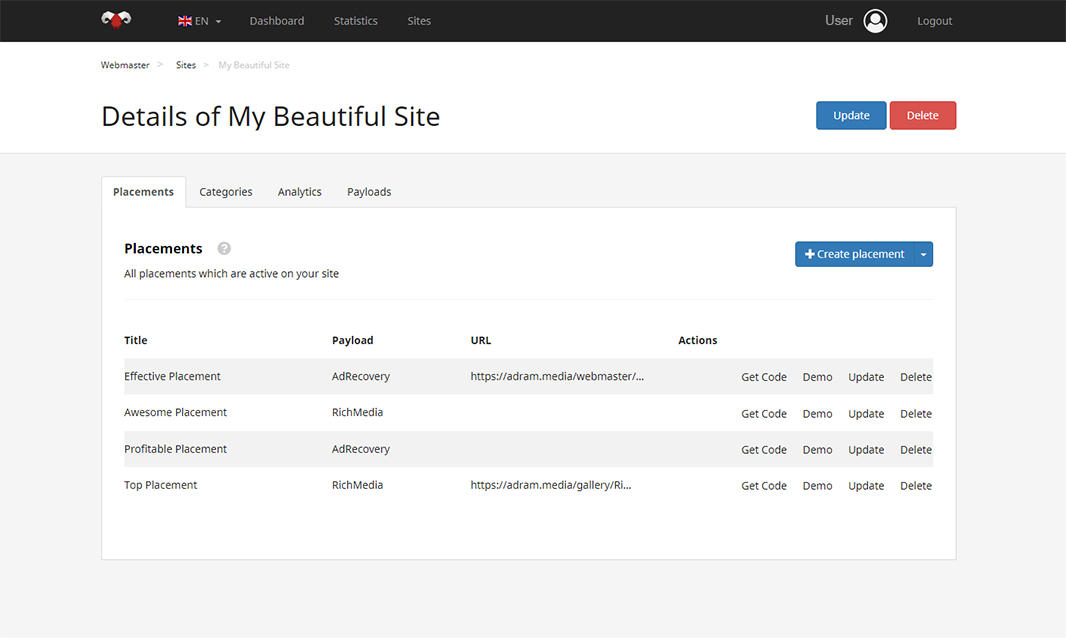 EN Dashboard Statistics Sites User Logout
Webmaster > Sites > My Beautiful Site
Details of My Beautiful Site Update Delete
Placements Categories Analytics Payloads
Placements ? Create placement
All placements which are active on your site
Title Payload URL Actions
Effective Placement AdRecovery https://adram.media/webmaster/... Get Code Demo Update Delete
Awesome Placement RichMedia Get Code Demo Update Delete
Profitable Placement AdRecovery Get Code Demo Update Delete
Top Placement RichMedia https://adram.media/gallery/Ri... Get Code Demo Update Delete